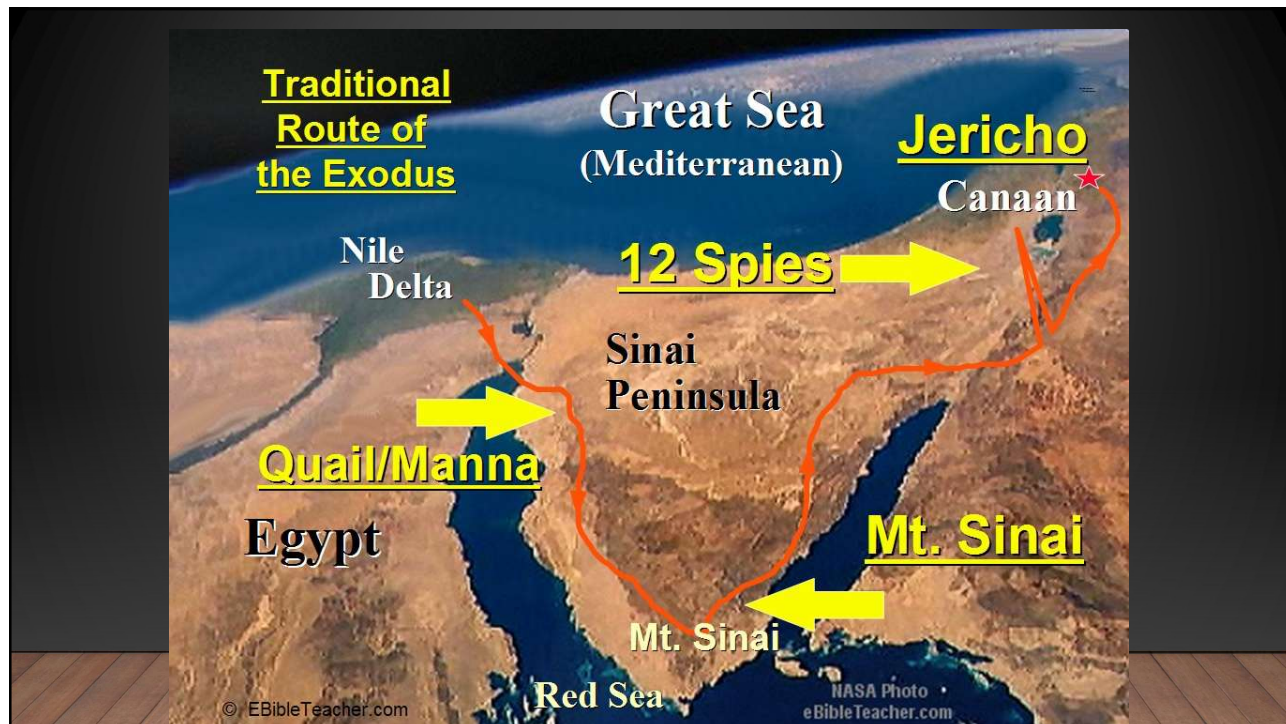 Traditional
Route of
the Exodus
Great Sea
(Mediterranean)
Jericho
Canaan
Nile
Delta
12 Spies
Sinai
Peninsula
Quail/Manna
Egypt
Mt. Sinai
Mt. Sinai
Red Sea
© EBibleTeacher.com
NASA Photo
eBibleTeacher.com